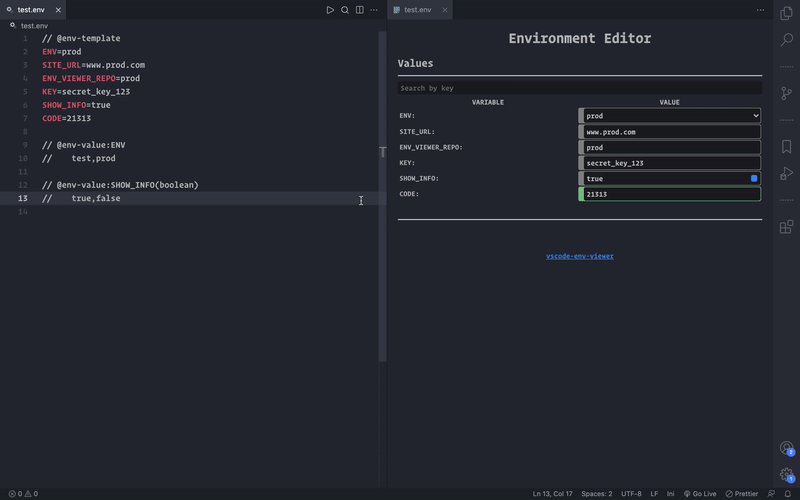 test.env
test.env
test.env
1 // @env-template
2 ENV=prod
3 SITE_URL=www.prod.com
4 ENV_VIEWER_REPO=prod
5 KEY=secret_key_123
6 SHOW_INFO=true
7 CODE=21313
8
9 // @env-value:ENV
10 //    test,prod
11
12 // @env-value:SHOW_INFO(boolean)
13 //    true,false
14
Environment Editor
Values
Search by key
VARIABLE VALUE
ENV: prod
SITE_URL: www.prod.com
ENV_VIEWER_REPO: prod
KEY: secret_key_123
SHOW_INFO: true
CODE: 21313
vscode-env-viewer
2
1
0 0 Ln 13, Col 17 Spaces: 2 UTF-8 LF Ini Go Live Prettier